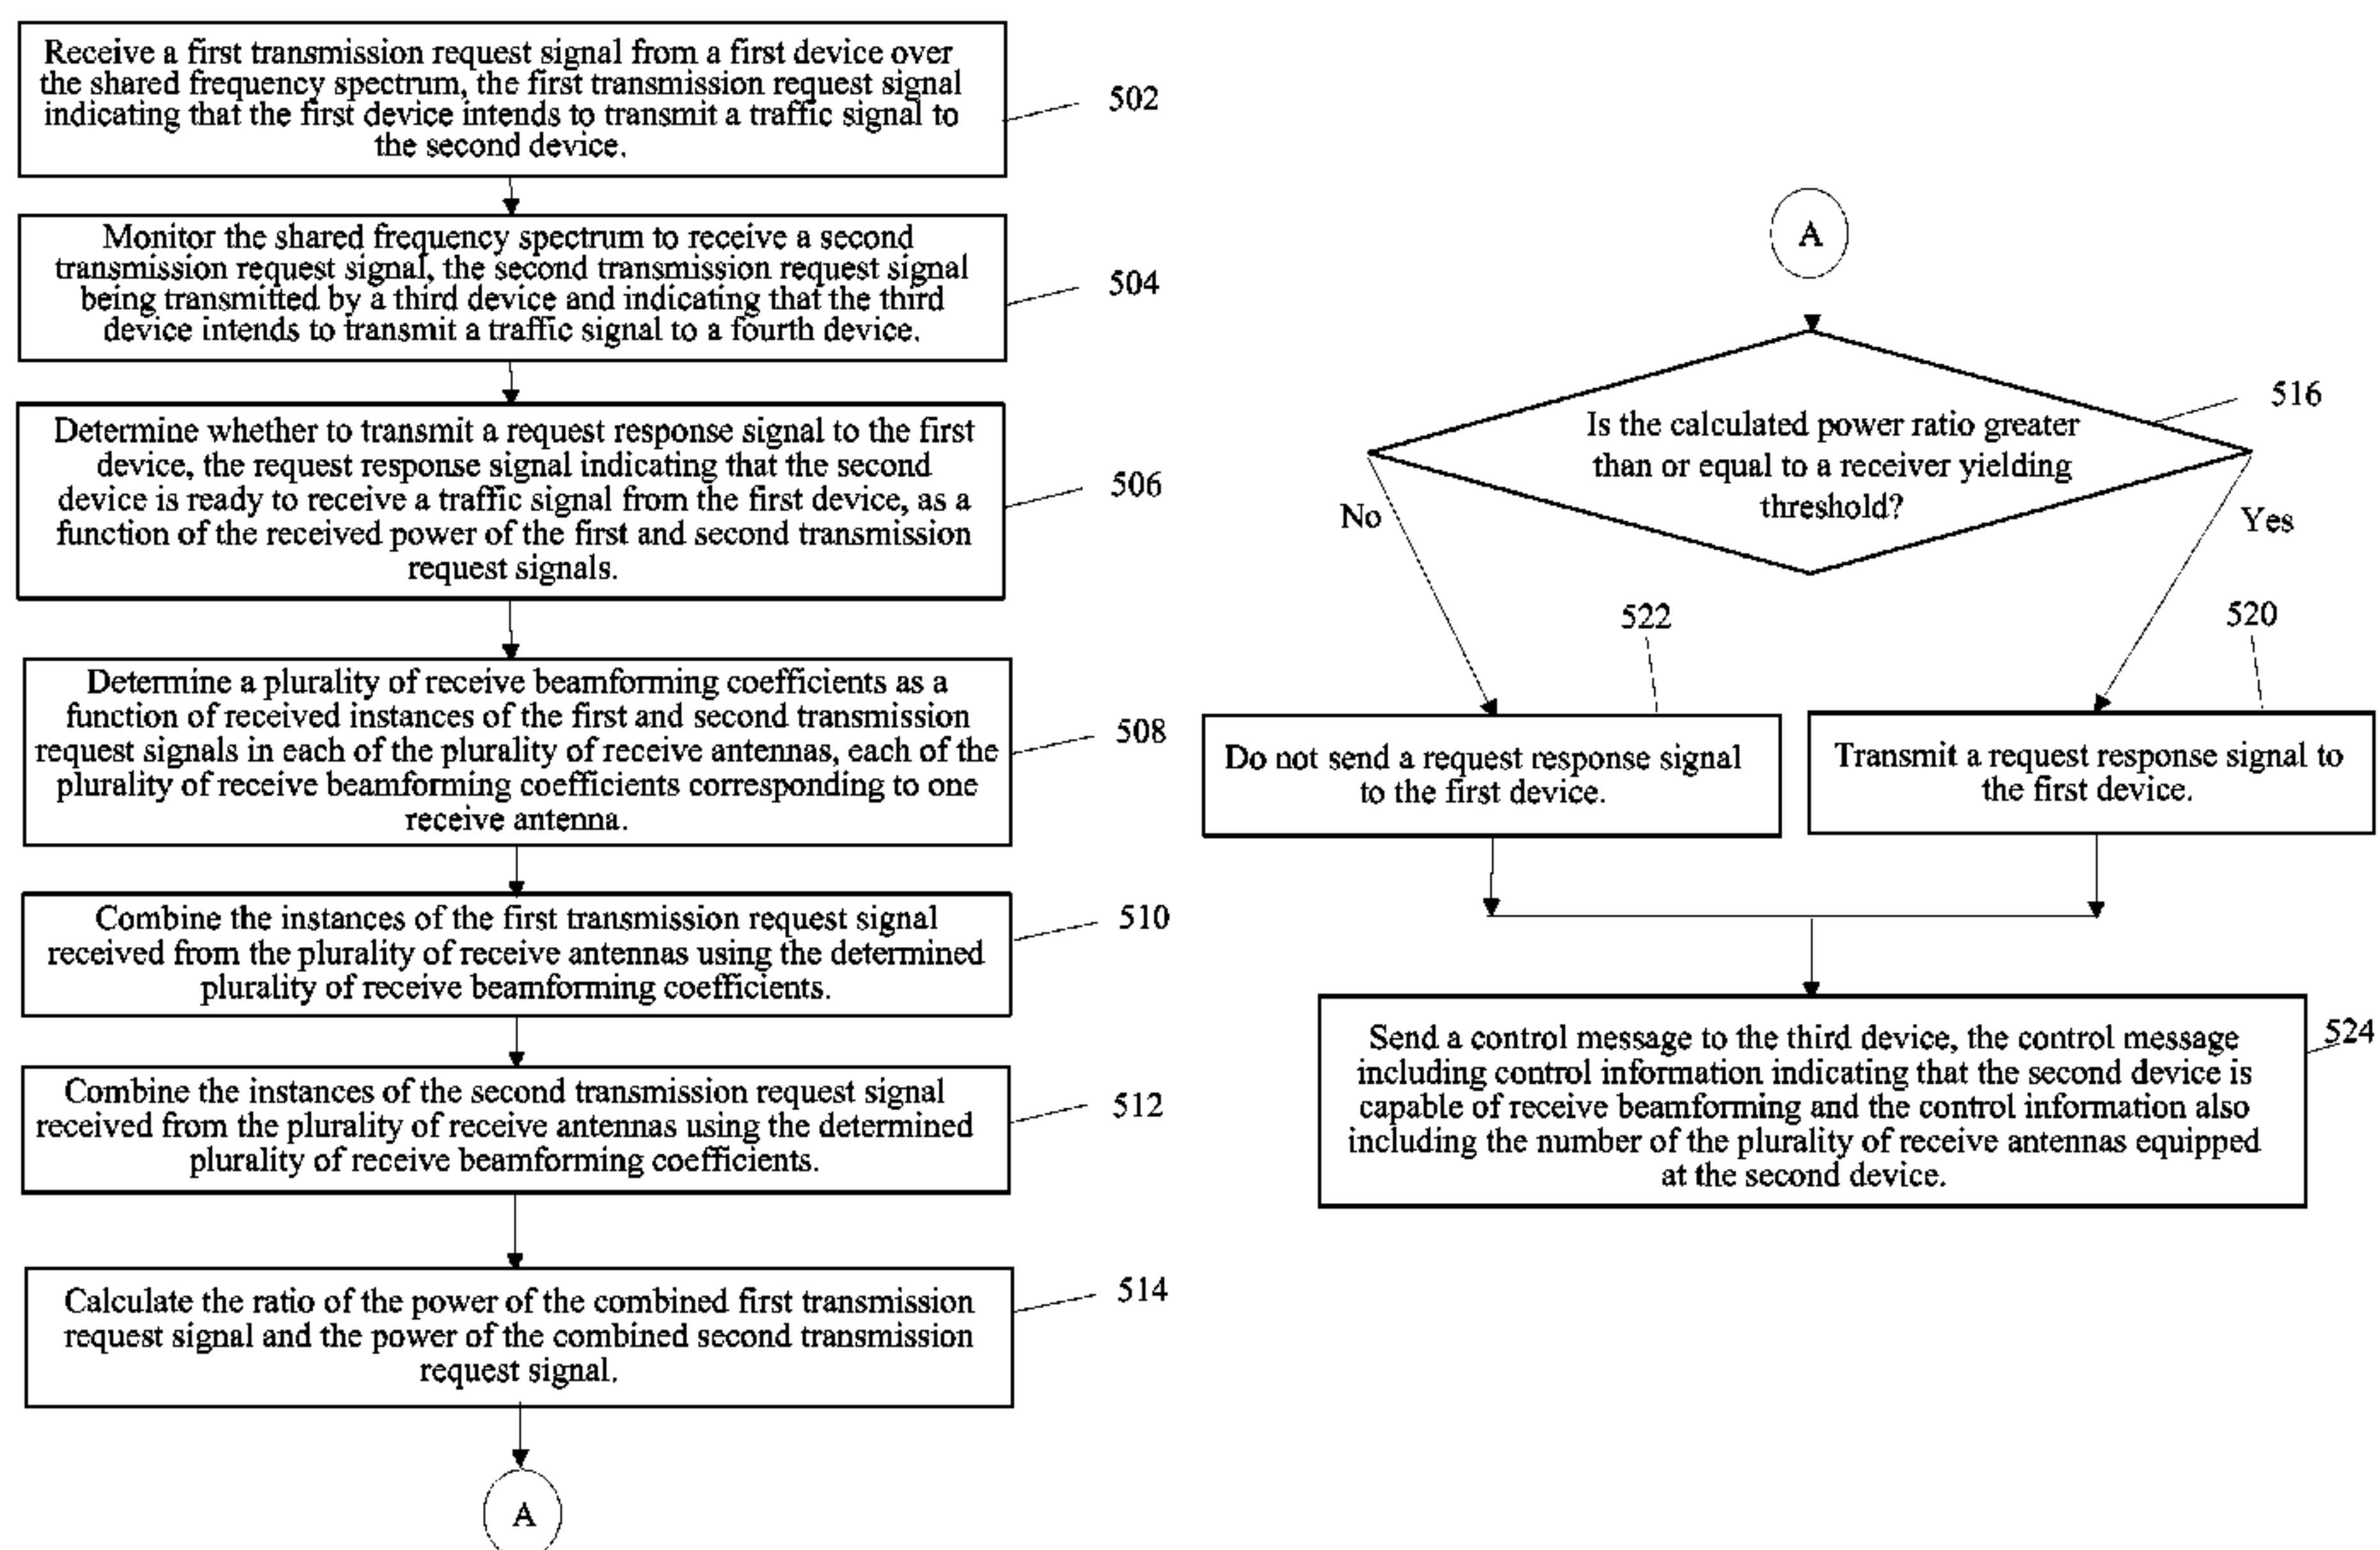 Receive a first transmission request signal from a first device over
the shared frequency spectrum, the first transmission request signal
indicating that the first device intends to transmit a traffic signal to
the second device.
502
Monitor the shared frequency spectrum to receive a second
transmission request signal, the second transmission request signal
being transmitted by a third device and indicating that the third
device intends to transmit a traffic signal to a fourth device.
504
Determine whether to transmit a request response signal to the first
device, the request response signal indicating that the second
device is ready to receive a traffic signal from the first device, as a
function of the received power of the first and second transmission
request signals.
506
Determine a plurality of receive beamforming coefficients as a
function of received instances of the first and second transmission
request signals in each of the plurality of receive antennas, each of the
plurality of receive beamforming coefficients corresponding to one
receive antenna.
508
Combine the instances of the first transmission request signal
received from the plurality of receive antennas using the determined
plurality of receive beamforming coefficients.
510
Combine the instances of the second transmission request signal
received from the plurality of receive antennas using the determined
plurality of receive beamforming coefficients.
512
Calculate the ratio of the power of the combined first transmission
request signal and the power of the combined second transmission
request signal.
514
A
A
Is the calculated power ratio greater
than or equal to a receiver yielding
threshold?
516
No
Yes
522
520
Do not send a request response signal
to the first device.
Transmit a request response signal to
the first device.
Send a control message to the third device, the control message
including control information indicating that the second device is
capable of receive beamforming and the control information also
including the number of the plurality of receive antennas equipped
at the second device.
524